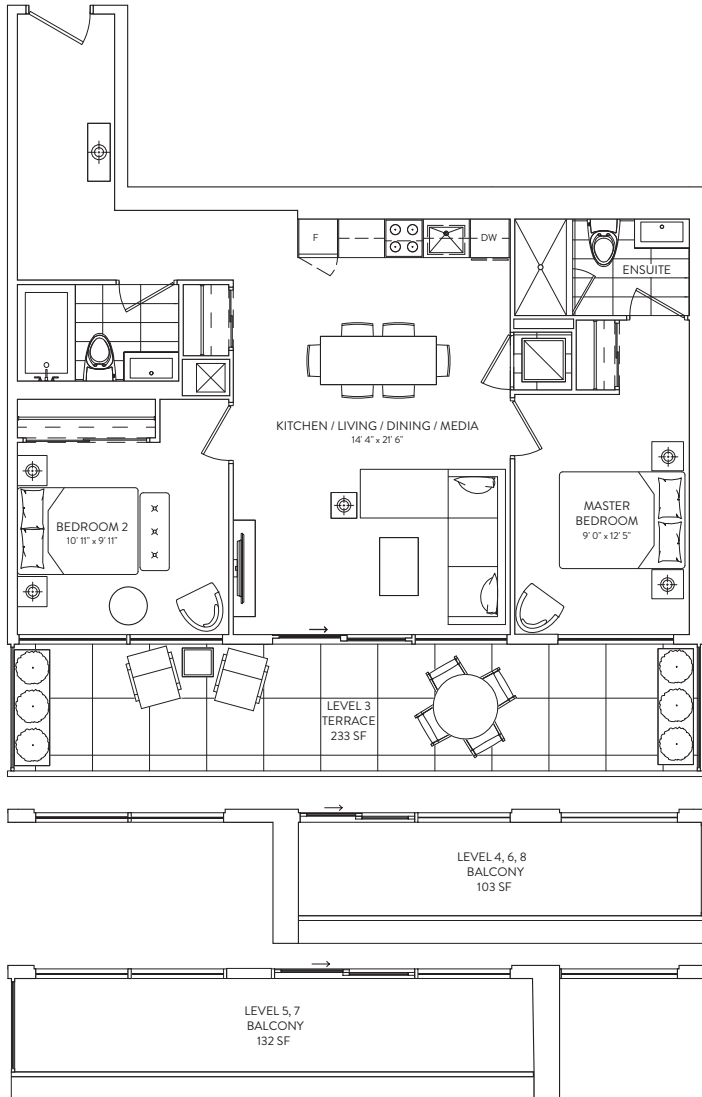 F
DW
ENSUITE
KITCHEN / LIVING / DINING / MEDIA
14' 4" x 21' 6"
BEDROOM 2
10' 11" x 9' 11"
MASTER
BEDROOM
9' 0" x 12' 5"
LEVEL 3
TERRACE
233 SF
LEVEL 4, 6, 8
BALCONY
103 SF
LEVEL 5, 7
BALCONY
132 SF